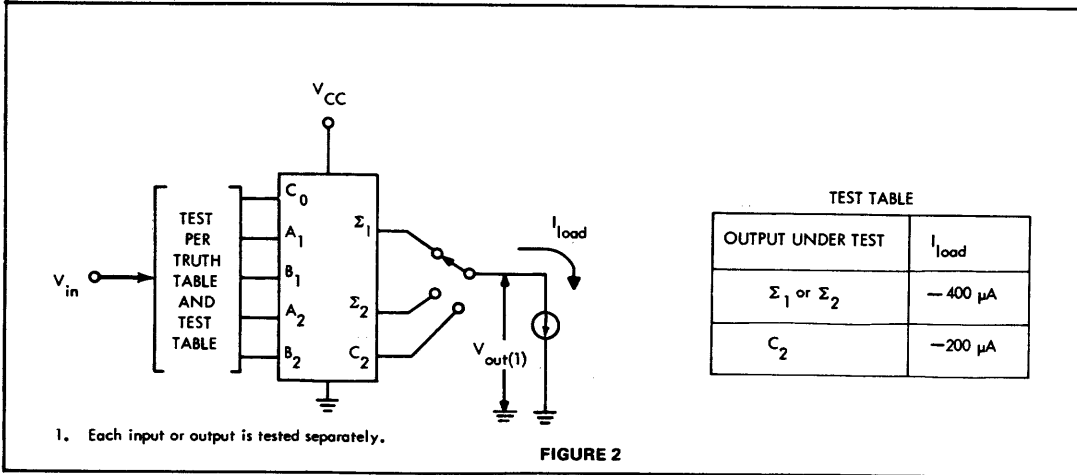 V_CC
V_in
TEST
PER
TRUTH
TABLE
AND
TEST
TABLE
C_0
A_1
B_1
A_2
B_2
Σ_1
Σ_2
C_2
I_load
V_out(1)
TEST TABLE
OUTPUT UNDER TEST I_load
Σ_1 or Σ_2 — 400 μA
C_2 —200 μA
1. Each input or output is tested separately.
FIGURE 2